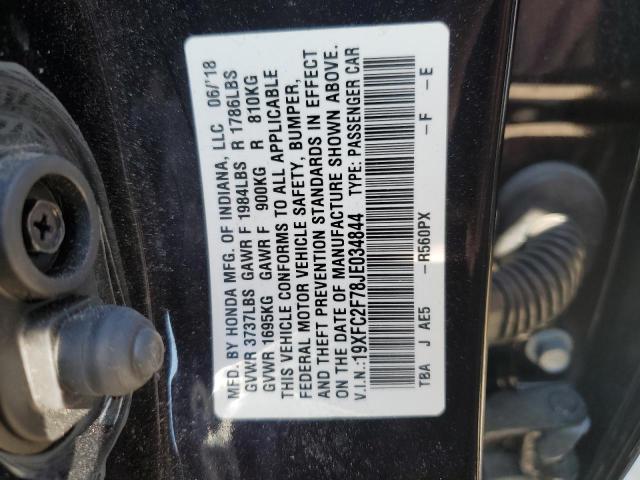 MFD. BY HONDA MFG. OF INDIANA, LLC 06/'18
GVWR 3737LBS GAWR F 1984LBS R 1786LBS
GVWR 1695KG GAWR F 900KG R 810KG
THIS VEHICLE CONFORMS TO ALL APPLICABLE
FEDERAL MOTOR VEHICLE SAFETY, BUMPER,
AND THEFT PREVENTION STANDARDS IN EFFECT
ON THE DATE OF MANUFACTURE SHOWN ABOVE.
V.I.N.:19XFC2F78JE034844 TYPE: PASSENGER CAR
TBA J AE5 -R560PX -F -E